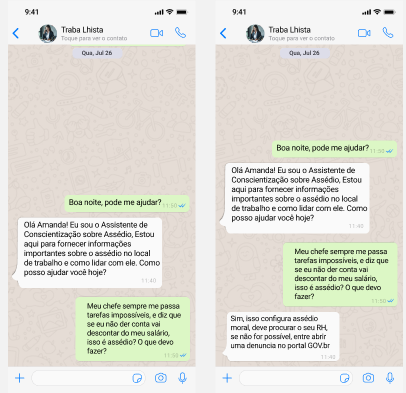 9:41
Traba Lhista
Toque para ver o contato
Qua, Jul 26
Boa noite, pode me ajudar? 11:50
Olá Amanda! Eu sou o Assistente de
Conscientização sobre Assédio, Estou
aqui para fornecer informações
importantes sobre o assédio no local
de trabalho e como lidar com ele. Como
posso ajudar você hoje?
11:40
Meu chefe sempre me passa
tarefas impossíveis, e diz que
se eu não der conta vai
descontar do meu salário,
isso é assédio? O que devo
fazer?
11:50
9:41
Traba Lhista
Toque para ver o contato
Qua, Jul 26
Boa noite, pode me ajudar? 11:50
Olá Amanda! Eu sou o Assistente de
Conscientização sobre Assédio, Estou
aqui para fornecer informações
importantes sobre o assédio no local
de trabalho e como lidar com ele. Como
posso ajudar você hoje?
11:40
Meu chefe sempre me passa
tarefas impossíveis, e diz que
se eu não der conta vai
descontar do meu salário,
isso é assédio? O que devo
fazer?
11:50
Sim, isso configura assédio
moral, deve procurar o seu RH,
se não for possível, entre abrir
uma denuncia no portal GOV.br
11:40